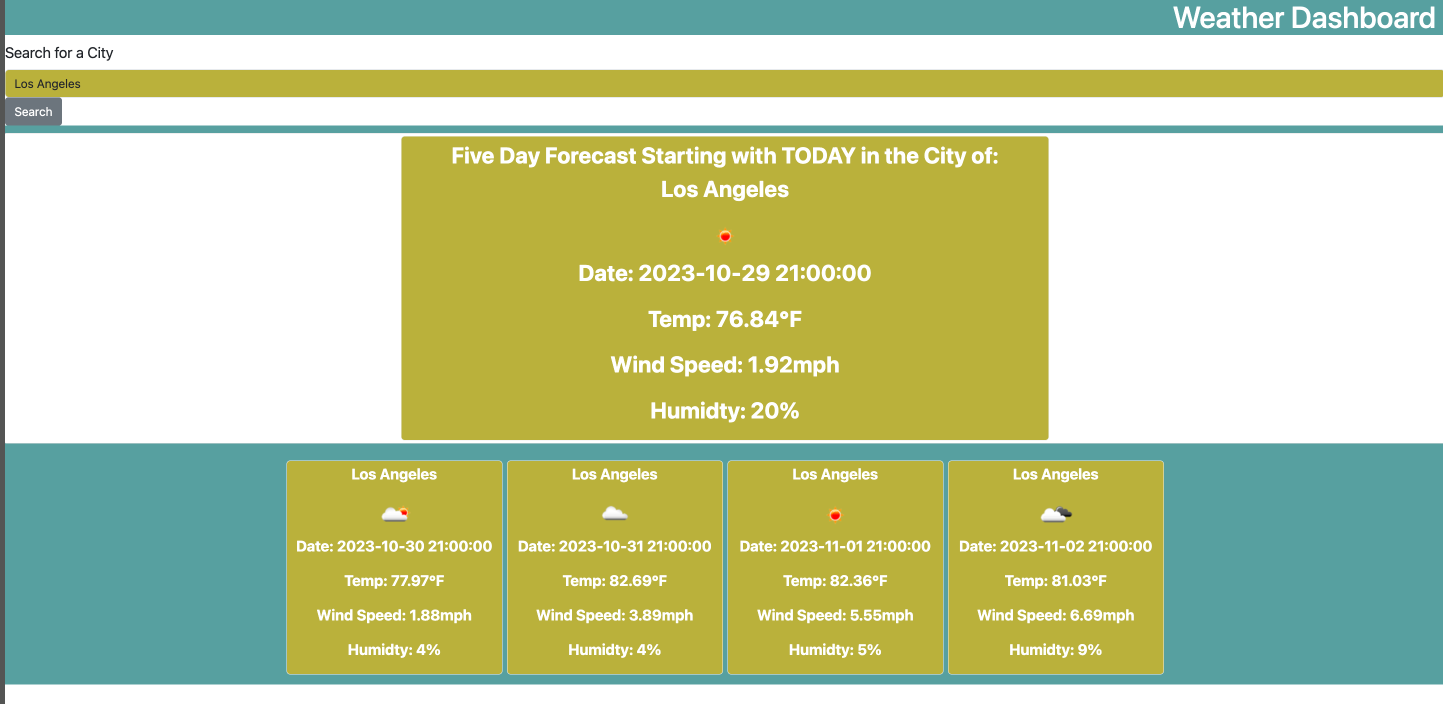 Weather Dashboard
Search for a City
Los Angeles
Search
Five Day Forecast Starting with TODAY in the City of:
Los Angeles
Date: 2023-10-29 21:00:00
Temp: 76.84°F
Wind Speed: 1.92mph
Humidty: 20%
Los Angeles
Date: 2023-10-30 21:00:00
Temp: 77.97°F
Wind Speed: 1.88mph
Humidty: 4%
Los Angeles
Date: 2023-10-31 21:00:00
Temp: 82.69°F
Wind Speed: 3.89mph
Humidty: 4%
Los Angeles
Date: 2023-11-01 21:00:00
Temp: 82.36°F
Wind Speed: 5.55mph
Humidty: 5%
Los Angeles
Date: 2023-11-02 21:00:00
Temp: 81.03°F
Wind Speed: 6.69mph
Humidty: 9%